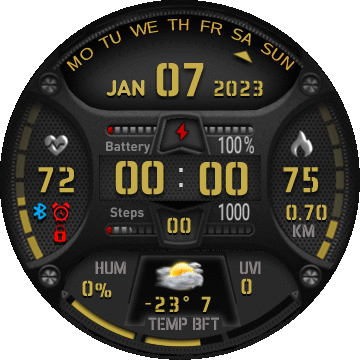 MO TU WE TH FR SA SUN
JAN 07 2023
Battery 100%
00 : 00
72
75
Steps 00 1000
0.70
KM
HUM
0%
UVI
0
-23° 7
TEMP BFT